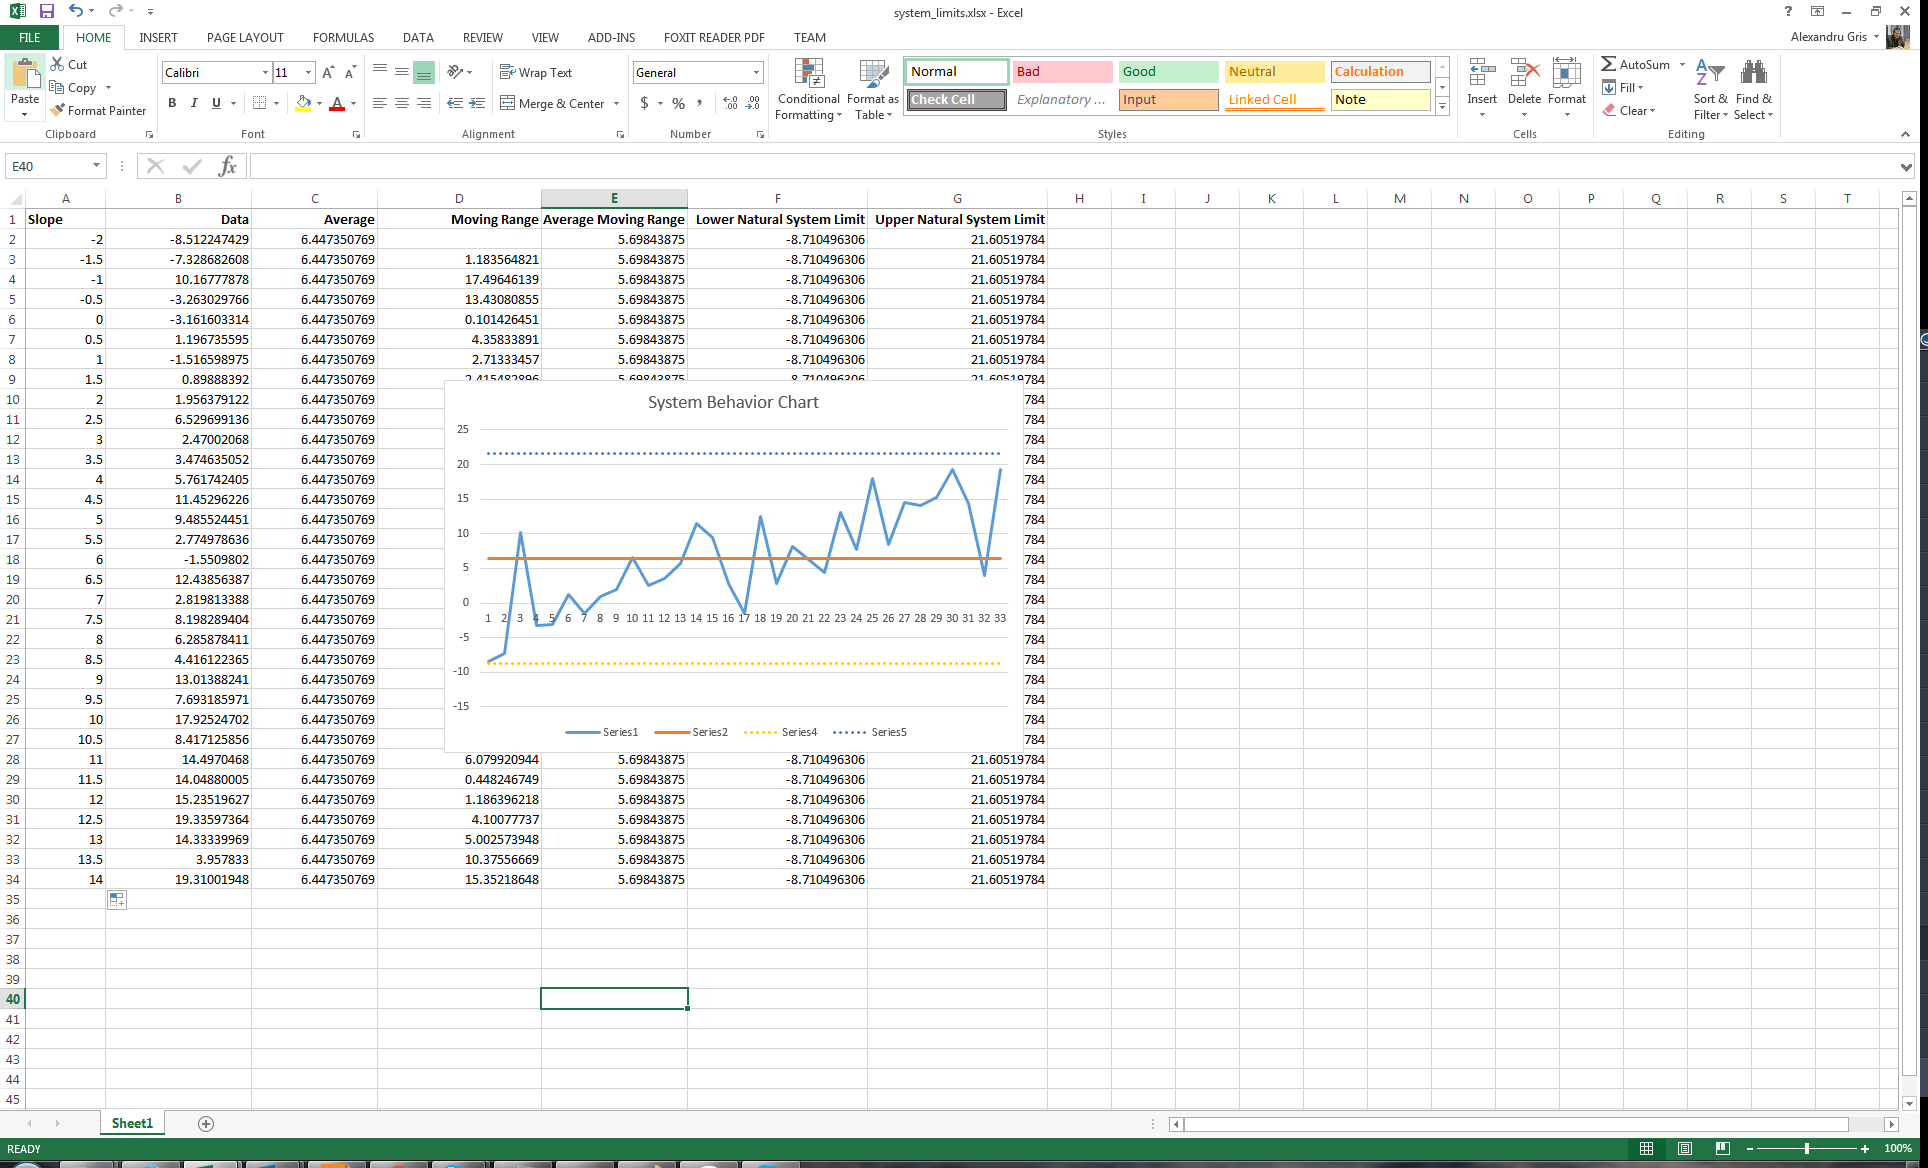 system_limits.xlsx - Excel
FILE HOME INSERT PAGE LAYOUT FORMULAS DATA REVIEW VIEW ADD-INS FOXIT READER PDF TEAM Alexandru Gris
Paste Cut Copy Format Painter Clipboard
Calibri 11 B I U A Font
Wrap Text Merge & Center Alignment
General $ % , Number
Conditional Formatting Format as Table
Normal Bad Good Neutral Calculation
Check Cell Explanatory ... Input Linked Cell Note
Styles
Insert Delete Format Cells
AutoSum Fill Clear Sort & Filter Find & Select Editing
E40 fx
A B C D E F G H I J K L M N O P Q R S T
1 Slope Data Average Moving Range Average Moving Range Lower Natural System Limit Upper Natural System Limit
2 -2 -8.512247429 6.447350769 5.69843875 -8.710496306 21.60519784
3 -1.5 -7.328682608 6.447350769 1.183564821 5.69843875 -8.710496306 21.60519784
4 -1 10.16777878 6.447350769 17.49646139 5.69843875 -8.710496306 21.60519784
5 -0.5 -3.263029766 6.447350769 13.43080855 5.69843875 -8.710496306 21.60519784
6 0 -3.161603314 6.447350769 0.101426451 5.69843875 -8.710496306 21.60519784
7 0.5 1.196735595 6.447350769 4.35833891 5.69843875 -8.710496306 21.60519784
8 1 -1.516598975 6.447350769 2.71333457 5.69843875 -8.710496306 21.60519784
9 1.5 0.89888392 6.447350769 2.415482896 5.69843875 -8.710496306 21.60519784
10 2 1.956379122 6.447350769 784
11 2.5 6.529699136 6.447350769 784
12 3 2.47002068 6.447350769 784
13 3.5 3.474635052 6.447350769 784
14 4 5.761742405 6.447350769 784
15 4.5 11.45296226 6.447350769 784
16 5 9.485524451 6.447350769 784
17 5.5 2.774978636 6.447350769 784
18 6 -1.5509802 6.447350769 784
19 6.5 12.43856387 6.447350769 784
20 7 2.819813388 6.447350769 784
21 7.5 8.198289404 6.447350769 784
22 8 6.285878411 6.447350769 784
23 8.5 4.416122365 6.447350769 784
24 9 13.01388241 6.447350769 784
25 9.5 7.693185971 6.447350769 784
26 10 17.92524702 6.447350769 784
27 10.5 8.417125856 6.447350769 784
28 11 14.4970468 6.447350769 6.079920944 5.69843875 -8.710496306 21.60519784
29 11.5 14.04880005 6.447350769 0.448246749 5.69843875 -8.710496306 21.60519784
30 12 15.23519627 6.447350769 1.186396218 5.69843875 -8.710496306 21.60519784
31 12.5 19.33597364 6.447350769 4.10077737 5.69843875 -8.710496306 21.60519784
32 13 14.33339969 6.447350769 5.002573948 5.69843875 -8.710496306 21.60519784
33 13.5 3.957833 6.447350769 10.37556669 5.69843875 -8.710496306 21.60519784
34 14 19.31001948 6.447350769 15.35218648 5.69843875 -8.710496306 21.60519784
35
36
37
38
39
40
41
42
43
44
45
System Behavior Chart
25
20
15
10
5
0
1 2 3 4 5 6 7 8 9 10 11 12 13 14 15 16 17 18 19 20 21 22 23 24 25 26 27 28 29 30 31 32 33
-5
-10
-15
Series1 Series2 Series4 Series5
Sheet1
READY 100%